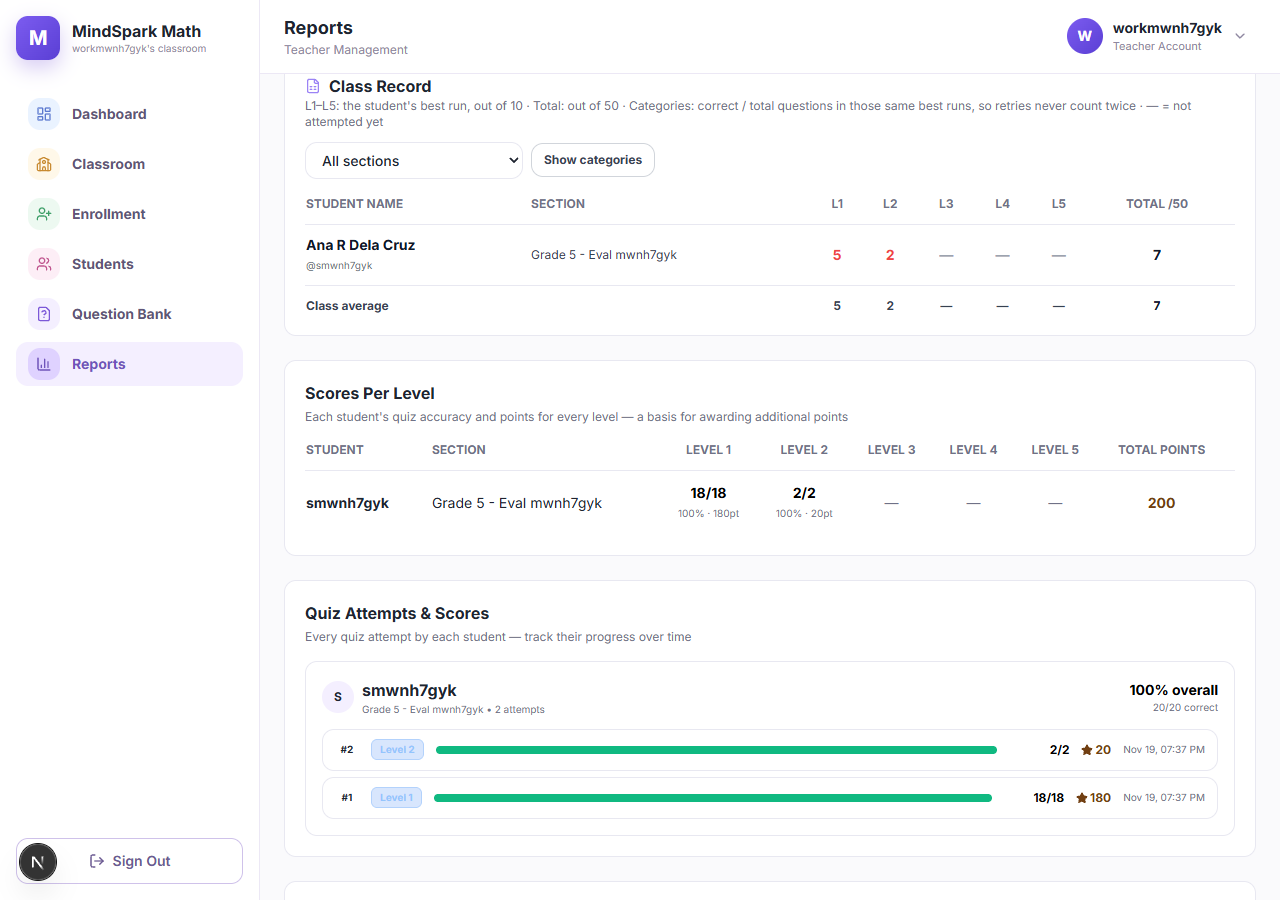 M
MindSpark Math
workmwnh7gyk's classroom
Dashboard
Classroom
Enrollment
Students
Question Bank
Reports
N
Sign Out
Reports
Teacher Management
W
workmwnh7gyk
Teacher Account
Class Record
L1–L5: the student's best run, out of 10 · Total: out of 50 · Categories: correct / total questions in those same best runs, so retries never count twice · — = not
attempted yet
All sections
Show categories
STUDENT NAME SECTION L1 L2 L3 L4 L5 TOTAL /50
Ana R Dela Cruz
@smwnh7gyk
Grade 5 - Eval mwnh7gyk 5 2 — — — 7
Class average 5 2 — — — 7
Scores Per Level
Each student's quiz accuracy and points for every level — a basis for awarding additional points
STUDENT SECTION LEVEL 1 LEVEL 2 LEVEL 3 LEVEL 4 LEVEL 5 TOTAL POINTS
smwnh7gyk Grade 5 - Eval mwnh7gyk 18/18 2/2 — — — 200
100% · 180pt 100% · 20pt
Quiz Attempts & Scores
Every quiz attempt by each student — track their progress over time
S
smwnh7gyk
Grade 5 - Eval mwnh7gyk • 2 attempts
100% overall
20/20 correct
#2 Level 2 2/2 20 Nov 19, 07:37 PM
#1 Level 1 18/18 180 Nov 19, 07:37 PM